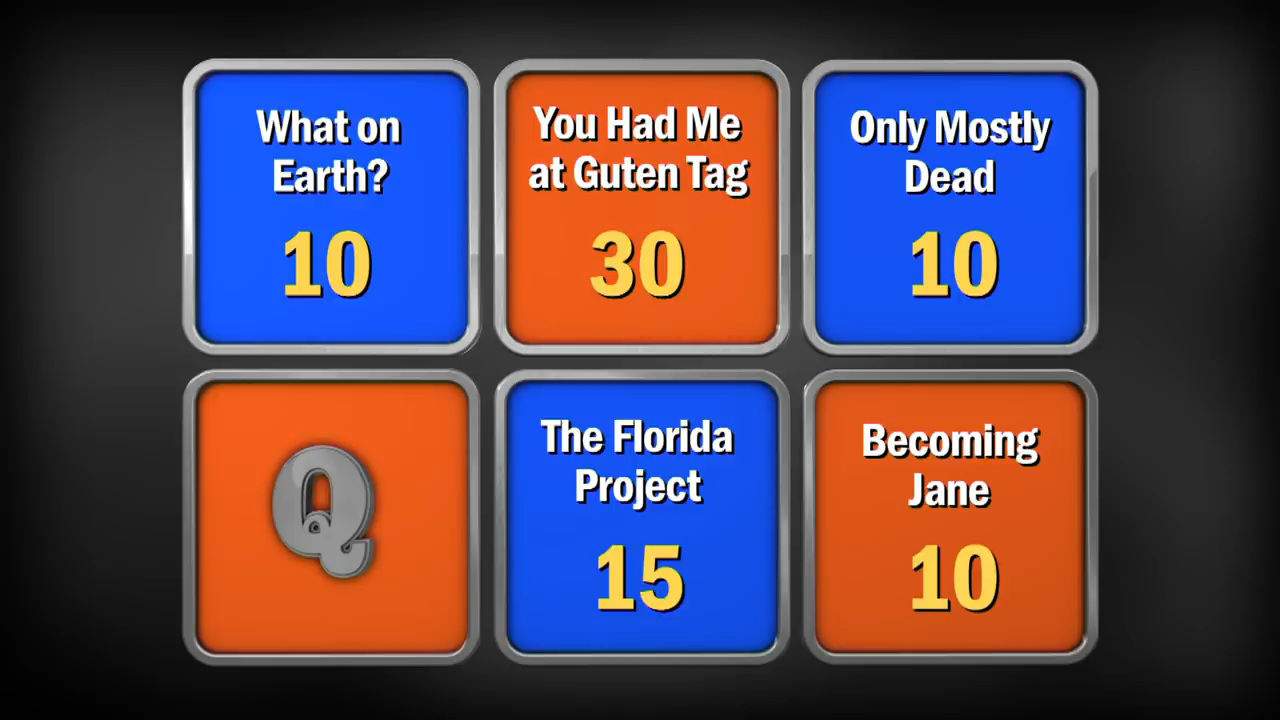 What on
Earth?
10
You Had Me
at Guten Tag
30
Only Mostly
Dead
10
Q
The Florida
Project
15
Becoming
Jane
10